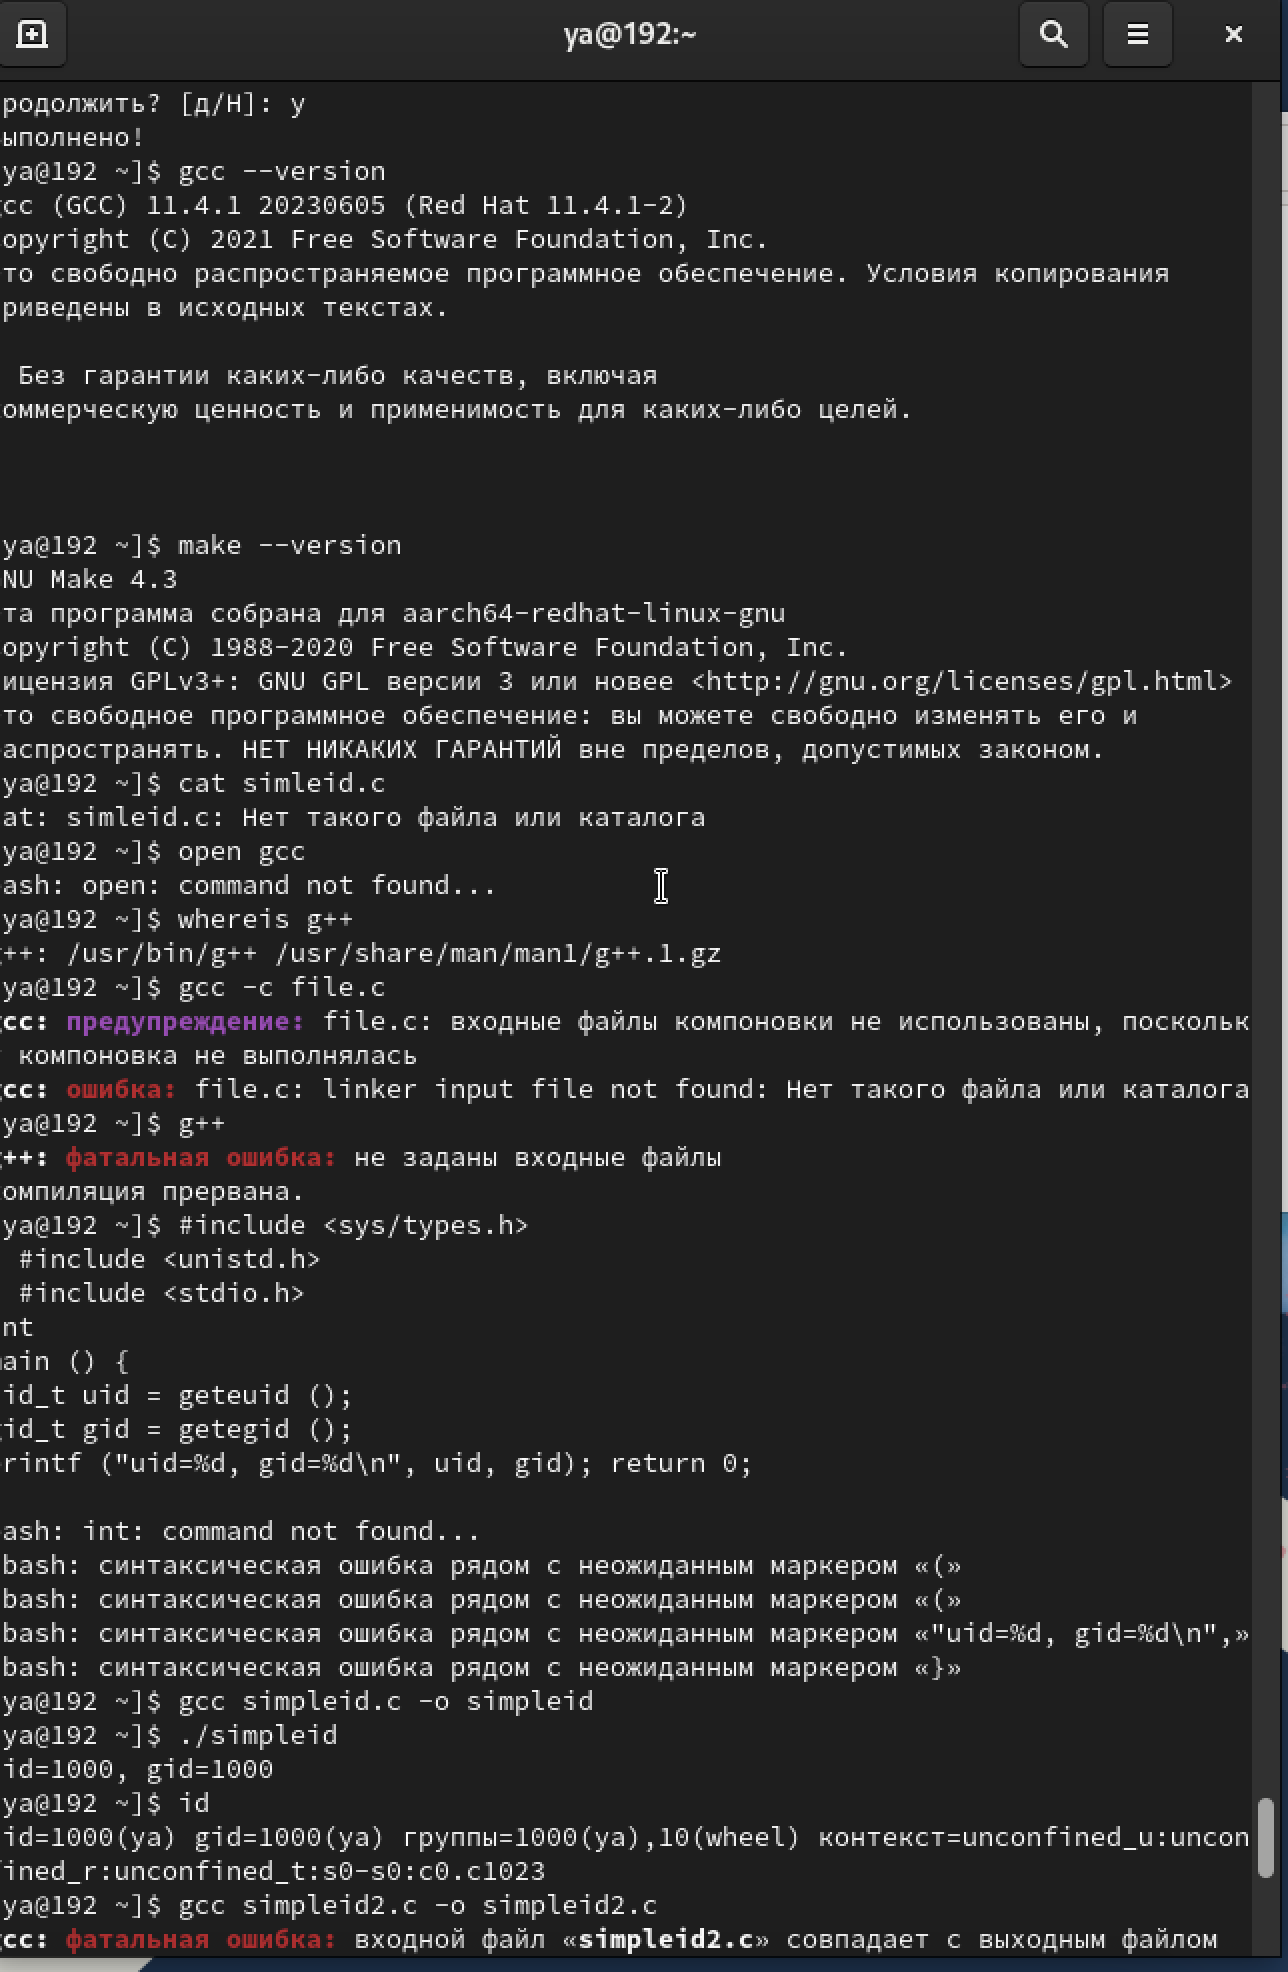 ya@192:~
родолжить? [д/Н]: y
ыполнено!
ya@192 ~]$ gcc --version
gcc (GCC) 11.4.1 20230605 (Red Hat 11.4.1-2)
opyright (C) 2021 Free Software Foundation, Inc.
то свободно распространяемое программное обеспечение. Условия копирования
риведены в исходных текстах.
Без гарантии каких-либо качеств, включая
коммерческую ценность и применимость для каких-либо целей.
ya@192 ~]$ make --version
NU Make 4.3
та программа собрана для aarch64-redhat-linux-gnu
opyright (C) 1988-2020 Free Software Foundation, Inc.
ицензия GPLv3+: GNU GPL версии 3 или новее <http://gnu.org/licenses/gpl.html>
то свободное программное обеспечение: вы можете свободно изменять его и
аспространять. НЕТ НИКАКИХ ГАРАНТИЙ вне пределов, допустимых законом.
ya@192 ~]$ cat simleid.c
at: simleid.c: Нет такого файла или каталога
ya@192 ~]$ open gcc
ash: open: command not found...
ya@192 ~]$ whereis g++
g++: /usr/bin/g++ /usr/share/man/man1/g++.1.gz
ya@192 ~]$ gcc -c file.c
gcc: предупреждение: file.c: входные файлы компоновки не использованы, поскольк
у компоновка не выполнялась
gcc: ошибка: file.c: linker input file not found: Нет такого файла или каталога
ya@192 ~]$ g++
g++: фатальная ошибка: не заданы входные файлы
компиляция прервана.
ya@192 ~]$ #include <sys/types.h>
#include <unistd.h>
#include <stdio.h>
nt
main () {
id_t uid = geteuid ();
gid_t gid = getegid ();
rintf ("uid=%d, gid=%d\n", uid, gid); return 0;
ash: int: command not found...
bash: синтаксическая ошибка рядом с неожиданным маркером «(»
bash: синтаксическая ошибка рядом с неожиданным маркером «(»
bash: синтаксическая ошибка рядом с неожиданным маркером «"uid=%d, gid=%d\n",»
bash: синтаксическая ошибка рядом с неожиданным маркером «}»
ya@192 ~]$ gcc simpleid.c -o simpleid
ya@192 ~]$ ./simpleid
id=1000, gid=1000
ya@192 ~]$ id
id=1000(ya) gid=1000(ya) группы=1000(ya),10(wheel) контекст=unconfined_u:uncon
fined_r:unconfined_t:s0-s0:c0.c1023
ya@192 ~]$ gcc simpleid2.c -o simpleid2.c
gcc: фатальная ошибка: входной файл «simpleid2.c» совпадает с выходным файлом